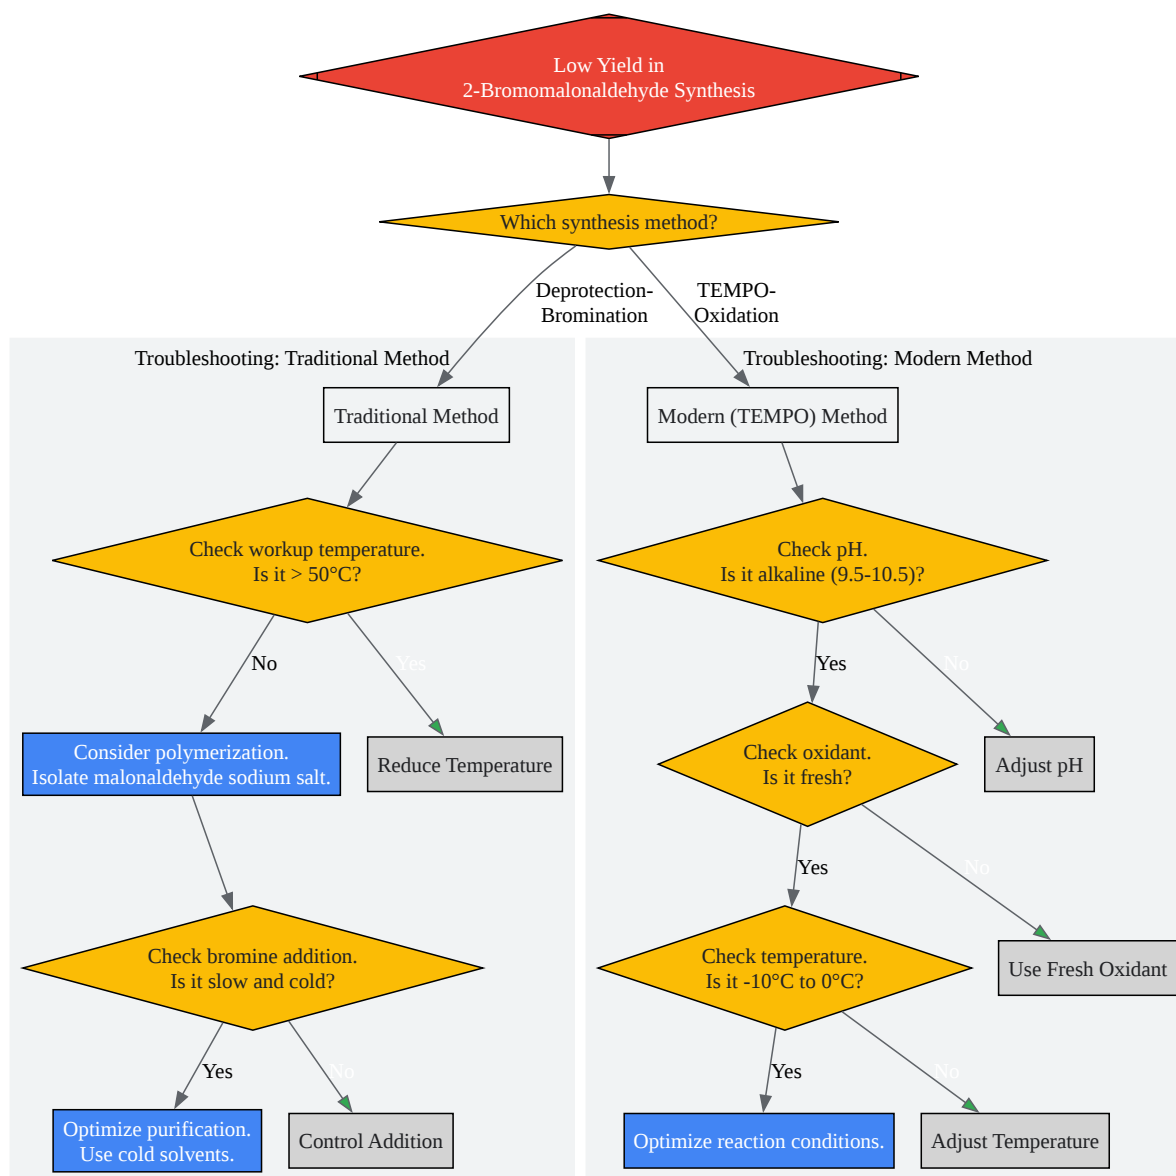 Low Yield in
2-Bromomalonaldehyde Synthesis
Which synthesis method?
Deprotection-
Bromination
TEMPO-
Oxidation
Troubleshooting: Traditional Method
Troubleshooting: Modern Method
Traditional Method
Modern (TEMPO) Method
Check workup temperature.
Is it > 50°C?
Check pH.
Is it alkaline (9.5-10.5)?
No
Yes
Yes
No
Consider polymerization.
Isolate malonaldehyde sodium salt.
Reduce Temperature
Check oxidant.
Is it fresh?
Adjust pH
Yes
No
Check bromine addition.
Is it slow and cold?
Check temperature.
Is it -10°C to 0°C?
Use Fresh Oxidant
Yes
No
Yes
No
Optimize purification.
Use cold solvents.
Control Addition
Optimize reaction conditions.
Adjust Temperature